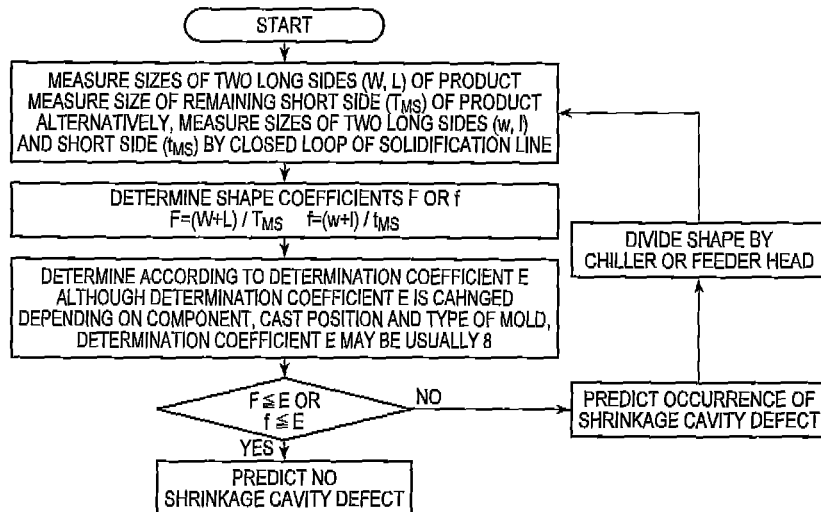 START
MEASURE SIZES OF TWO LONG SIDES (W, L) OF PRODUCT
MEASURE SIZE OF REMAINING SHORT SIDE (TMS) OF PRODUCT
ALTERNATIVELY, MEASURE SIZES OF TWO LONG SIDES (w, l)
AND SHORT SIDE (tMS) BY CLOSED LOOP OF SOLIDIFICATION LINE
DETERMINE SHAPE COEFFICIENTS F OR f
F=(W+L) / TMS f=(w+l) / tMS
DETERMINE ACCORDING TO DETERMINATION COEFFICIENT E
ALTHOUGH DETERMINATION COEFFICIENT E IS CAHNGED
DEPENDING ON COMPONENT, CAST POSITION AND TYPE OF MOLD,
DETERMINATION COEFFICIENT E MAY BE USUALLY 8
F ≦ E OR
f ≦ E
NO
YES
PREDICT NO
SHRINKAGE CAVITY DEFECT
PREDICT OCCURRENCE OF
SHRINKAGE CAVITY DEFECT
DIVIDE SHAPE BY
CHILLER OR FEEDER HEAD